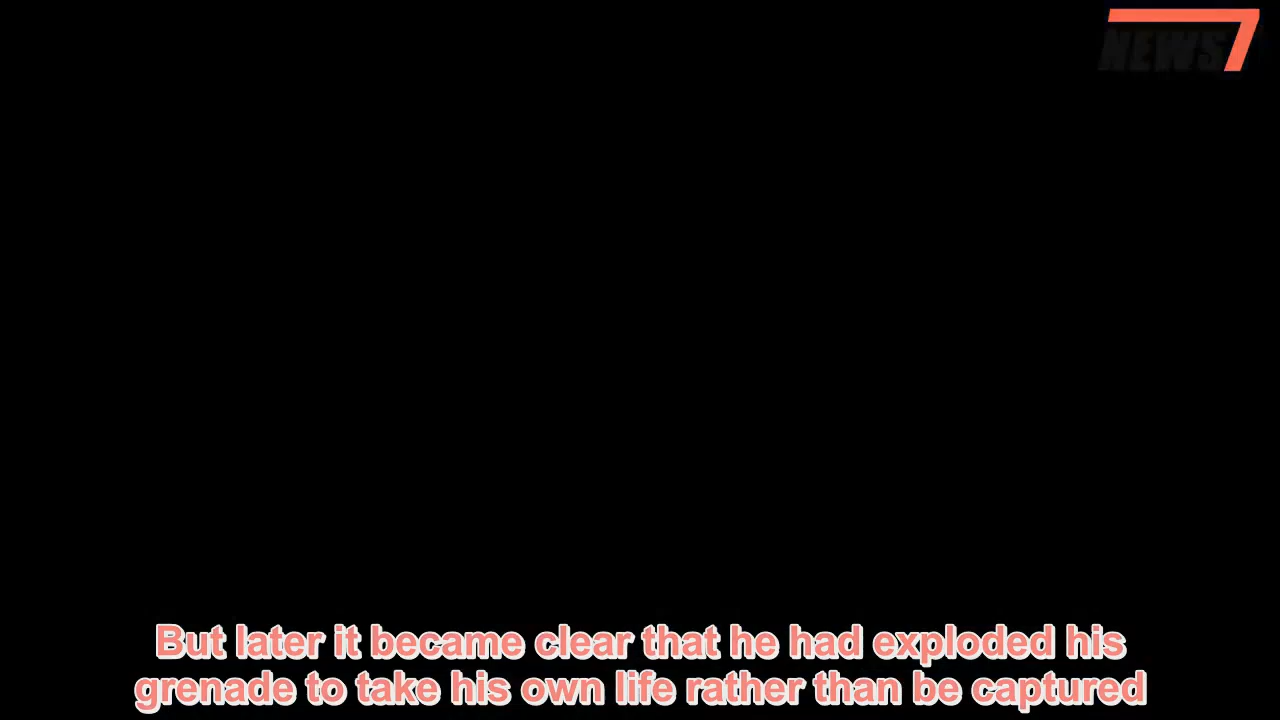 NEWS7
But later it became clear that he had exploded his
grenade to take his own life rather than be captured